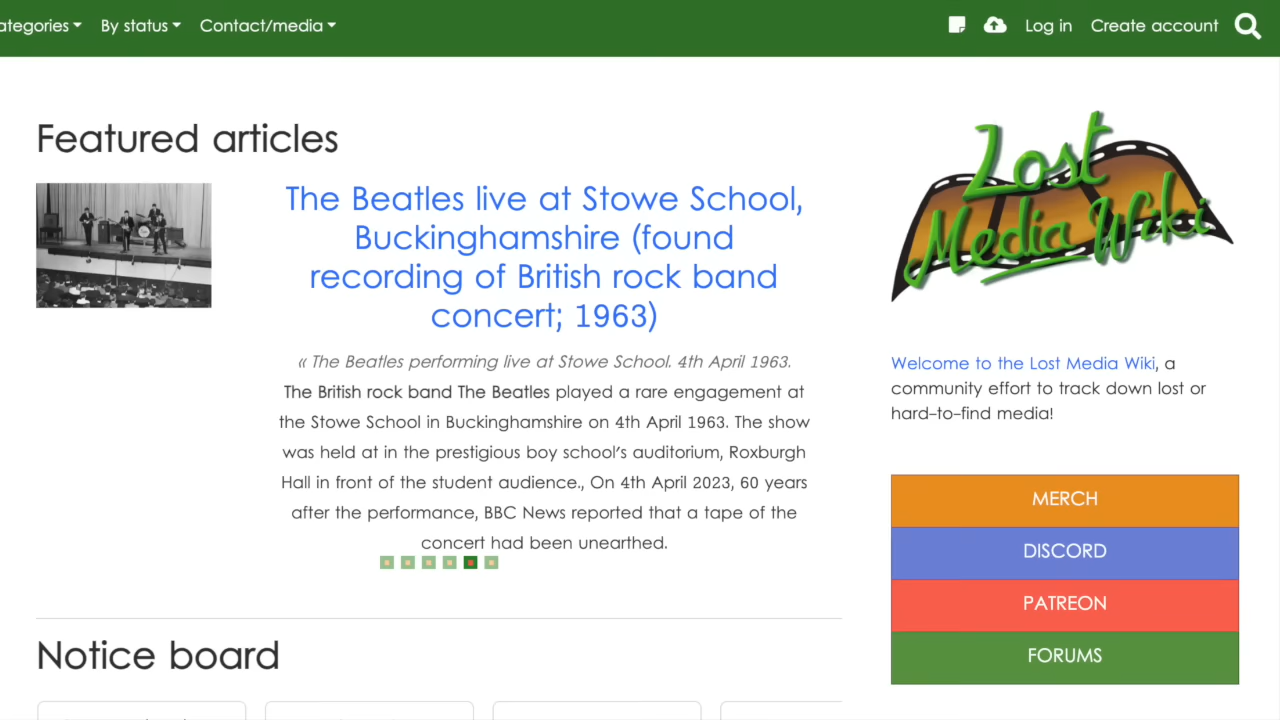 ategories By status Contact/media Log in Create account
Featured articles
The Beatles live at Stowe School,
Buckinghamshire (found
recording of British rock band
concert; 1963)
« The Beatles performing live at Stowe School. 4th April 1963.
The British rock band The Beatles played a rare engagement at
the Stowe School in Buckinghamshire on 4th April 1963. The show
was held at in the prestigious boy school's auditorium, Roxburgh
Hall in front of the student audience., On 4th April 2023, 60 years
after the performance, BBC News reported that a tape of the
concert had been unearthed.
Notice board
Lost
Media Wiki
Welcome to the Lost Media Wiki, a
community effort to track down lost or
hard-to-find media!
MERCH
DISCORD
PATREON
FORUMS